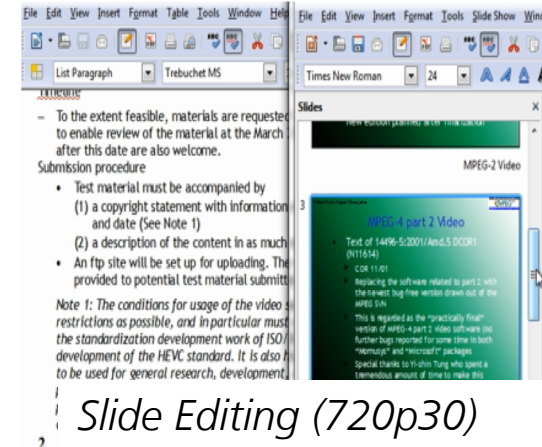 File Edit View Insert Format Table Tools Window Help
List Paragraph
Trebuchet MS
Timeline
– To the extent feasible, materials are requested
to enable review of the material at the March
after this date are also welcome.
Submission procedure
• Test material must be accompanied by
(1) a copyright statement with information
and date (See Note 1)
(2) a description of the content in as much
• An ftp site will be set up for uploading. The
provided to potential test material submitt
Note 1: The conditions for usage of the video s
restrictions as possible, and in particular must
the standardization development work of ISO/
development of the HEVC standard. It is also h
to be used for general research, development,
2
File Edit View Insert Format Tools Slide Show Wind
Times New Roman
24
Slides
New edition planned after finalization
MPEG-2 Video
3
MPEG-4 part 2 Video
Text of 14496-5:2001/Amd.5 DCOR1
(N11614)
COR 11/01
Replacing the software related to part 2 with
the newest bug-free version drawn out of the
MPEG SVN
This is regarded as the "practically final"
version of MPEG-4 part 2 video software (no
further bugs reported for some time in both
"Momusys" and "Microsoft" packages
Special thanks to Yi-shin Tung who spent a
tremendous amount of time to make this
Slide Editing (720p30)